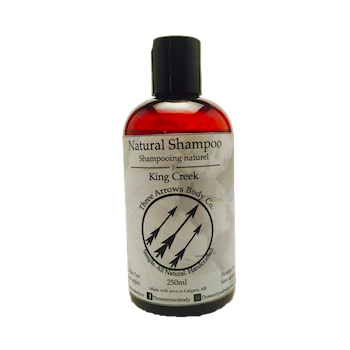 Natural Shampoo
Shampooing naturel
King Creek
Three Arrows Body Co.
Simple. All Natural. Handcrafted.
250ml
Made with love in Calgary, AB